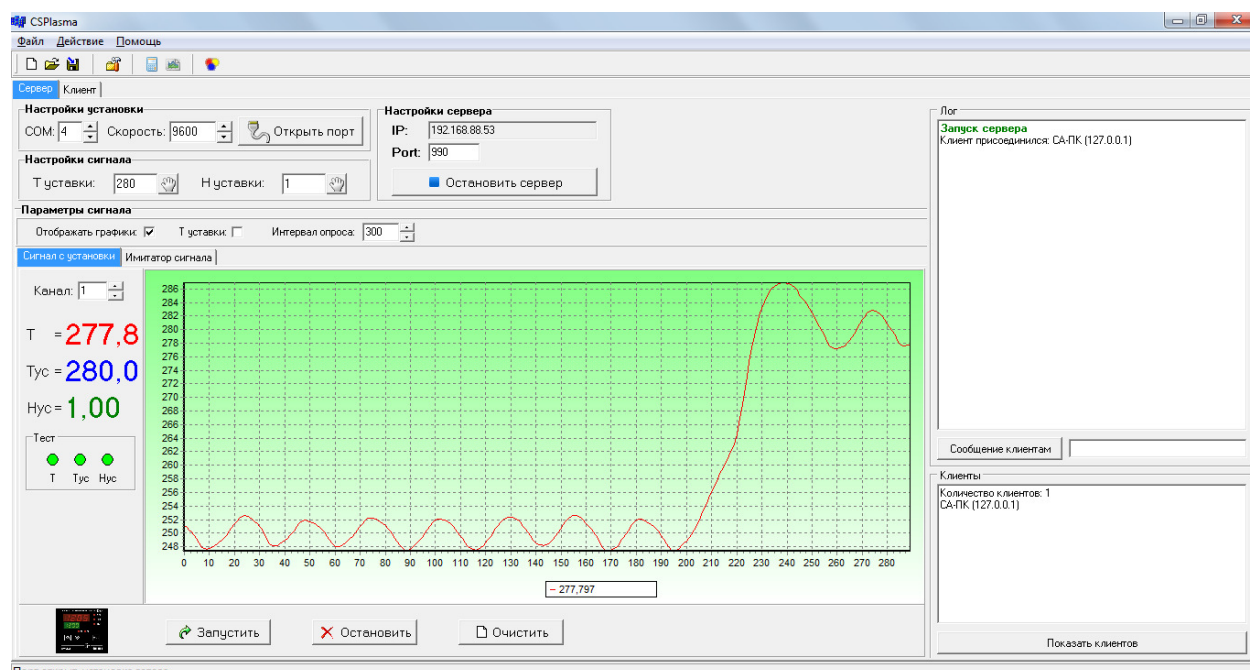 CSPlasma
Файл Действие Помощь
Сервер Клиент
Настройки установки
COM: 4 Скорость: 9600 Открыть порт
Настройки сигнала
T уставки: 280 H уставки: 1
Настройки сервера
IP: 192.168.88.53
Port: 990
Остановить сервер
Параметры сигнала
Отображать графики: T уставки: Интервал опроса: 300
Сигнал с установки Имитатор сигнала
Канал: 1
T = 277,8
Tус = 280,0
Hус = 1,00
Тест
T Tус Hус
286
284
282
280
278
276
274
272
270
268
266
264
262
260
258
256
254
252
250
248
0 10 20 30 40 50 60 70 80 90 100 110 120 130 140 150 160 170 180 190 200 210 220 230 240 250 260 270 280
277,797
Запустить Остановить Очистить
Лог
Запуск сервера
Клиент присоединился: СА-ПК (127.0.0.1)
Сообщение клиентам
Клиенты
Количество клиентов: 1
СА-ПК (127.0.0.1)
Показать клиентов